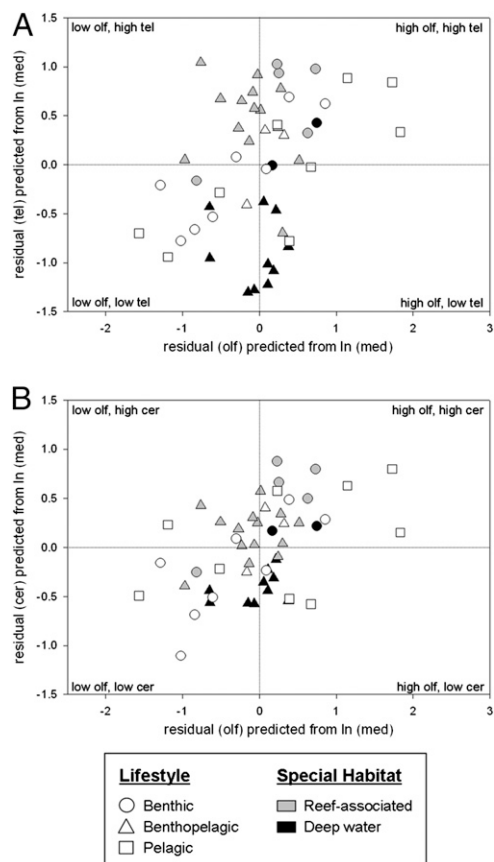 A
low olf, high tel
high olf, high tel
1.5
1.0
0.5
0.0
-0.5
-1.0
-1.5
residual (tel) predicted from ln (med)
low olf, low tel
high olf, low tel
-2
-1
0
1
2
3
residual (olf) predicted from ln (med)
B
low olf, high cer
high olf, high cer
1.5
1.0
0.5
0.0
-0.5
-1.0
-1.5
residual (cer) predicted from ln (med)
low olf, low cer
high olf, low cer
-2
-1
0
1
2
3
residual (olf) predicted from ln (med)
Lifestyle
Benthic
Benthopelagic
Pelagic
Special Habitat
Reef-associated
Deep water